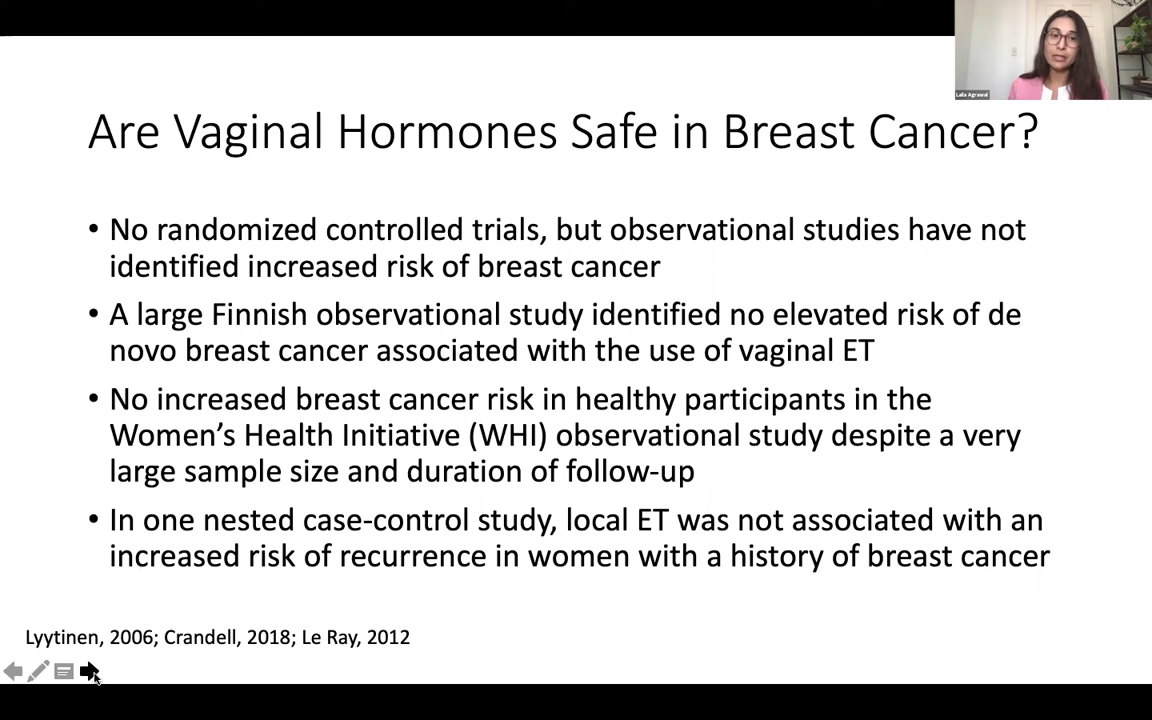 Laila Agrawal
Are Vaginal Hormones Safe in Breast Cancer?
• No randomized controlled trials, but observational studies have not
identified increased risk of breast cancer
• A large Finnish observational study identified no elevated risk of de
novo breast cancer associated with the use of vaginal ET
• No increased breast cancer risk in healthy participants in the
Women’s Health Initiative (WHI) observational study despite a very
large sample size and duration of follow-up
• In one nested case-control study, local ET was not associated with an
increased risk of recurrence in women with a history of breast cancer
Lyytinen, 2006; Crandell, 2018; Le Ray, 2012